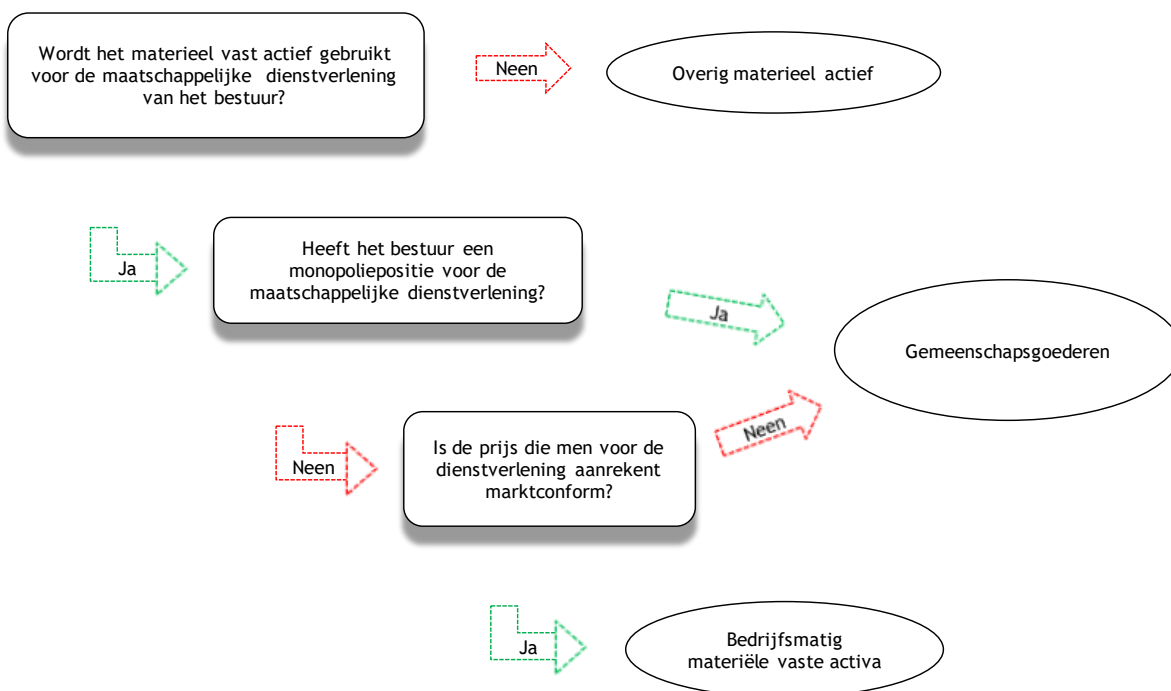 Wordt het materieel vast actief gebruikt
voor de maatschappelijke dienstverlening
van het bestuur?
Neen
Overig materieel actief
Ja
Heeft het bestuur een
monopoliepositie voor de
maatschappelijke dienstverlening?
Ja
Gemeenschapsgoederen
Neen
Is de prijs die men voor de
dienstverlening aanrekent
marktconform?
Neen
Ja
Bedrijfsmatig
materiële vaste activa